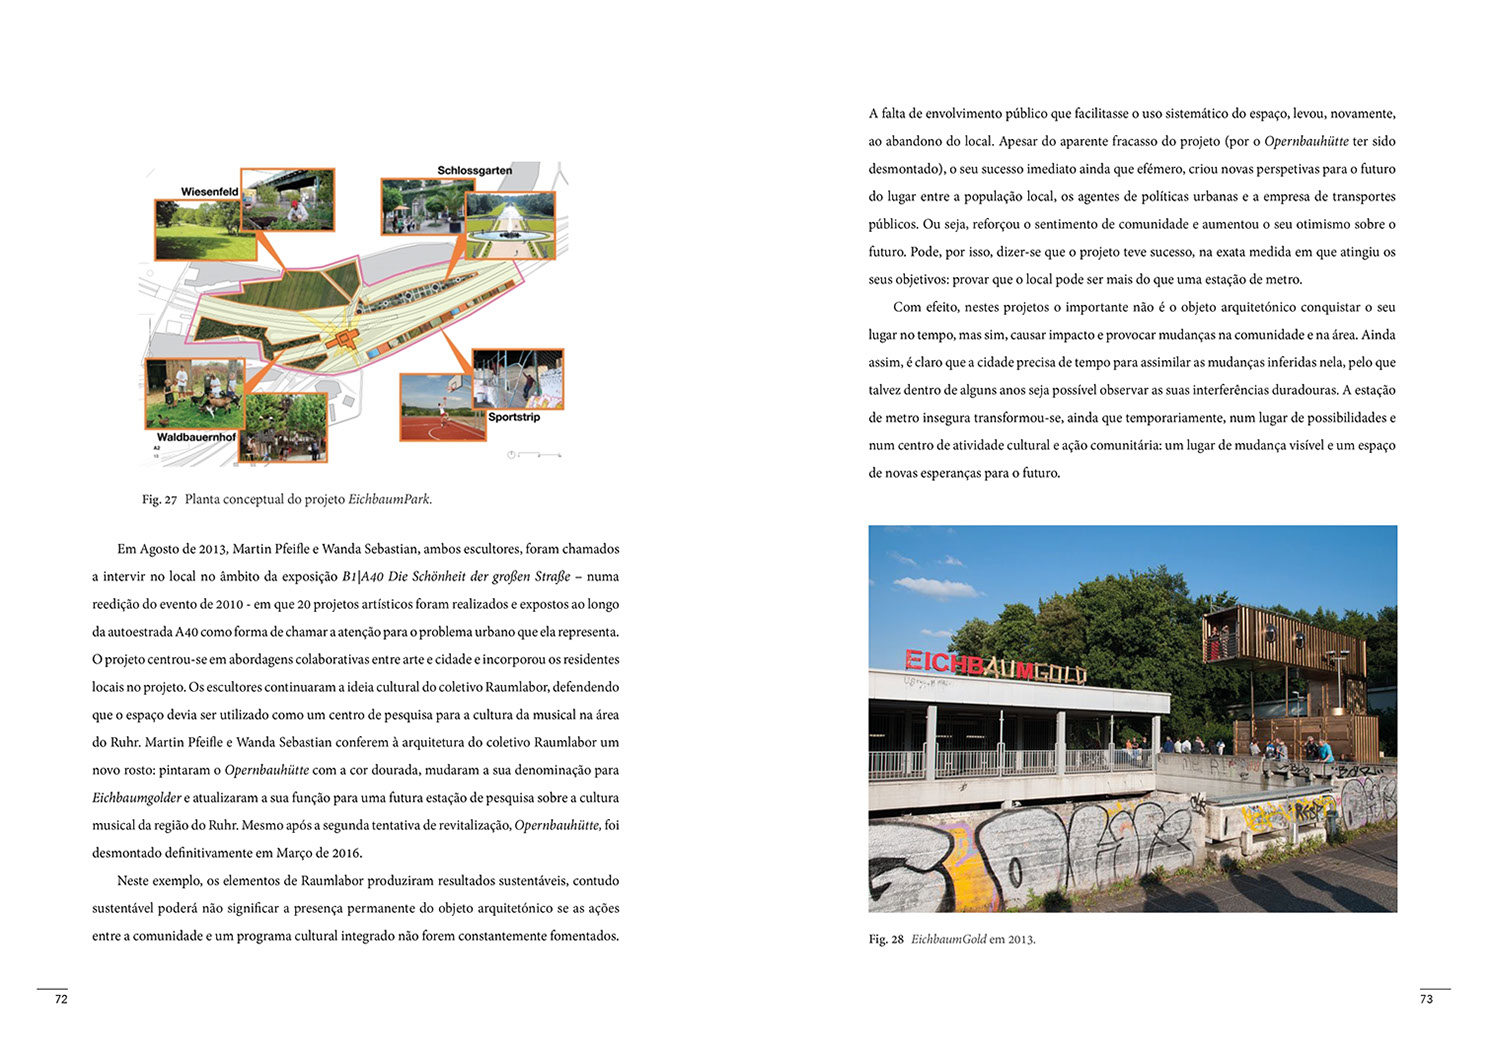 Schlossgarten
Wiesenfeld
Waldbauernhof
Sportstrip
A2
Fig. 27 Planta conceptual do projeto EichbaumPark.
Em Agosto de 2013, Martin Pfeifle e Wanda Sebastian, ambos escultores, foram chamados
a intervir no local no âmbito da exposição B1|A40 Die Schönheit der großen Straße – numa
reedição do evento de 2010 - em que 20 projetos artísticos foram realizados e expostos ao longo
da autoestrada A40 como forma de chamar a atenção para o problema urbano que ela representa.
O projeto centrou-se em abordagens colaborativas entre arte e cidade e incorporou os residentes
locais no projeto. Os escultores continuaram a ideia cultural do coletivo Raumlabor, defendendo
que o espaço devia ser utilizado como um centro de pesquisa para a cultura da musical na área
do Ruhr. Martin Pfeifle e Wanda Sebastian conferem à arquitetura do coletivo Raumlabor um
novo rosto: pintaram o Opernbauhütte com a cor dourada, mudaram a sua denominação para
Eichbaumgolder e atualizaram a sua função para uma futura estação de pesquisa sobre a cultura
musical da região do Ruhr. Mesmo após a segunda tentativa de revitalização, Opernbauhütte, foi
desmontado definitivamente em Março de 2016.
Neste exemplo, os elementos de Raumlabor produziram resultados sustentáveis, contudo
sustentável poderá não significar a presença permanente do objeto arquitetónico se as ações
entre a comunidade e um programa cultural integrado não forem constantemente fomentados.
72
A falta de envolvimento público que facilitasse o uso sistemático do espaço, levou, novamente,
ao abandono do local. Apesar do aparente fracasso do projeto (por o Opernbauhütte ter sido
desmontado), o seu sucesso imediato ainda que efémero, criou novas perspetivas para o futuro
do lugar entre a população local, os agentes de políticas urbanas e a empresa de transportes
públicos. Ou seja, reforçou o sentimento de comunidade e aumentou o seu otimismo sobre o
futuro. Pode, por isso, dizer-se que o projeto teve sucesso, na exata medida em que atingiu os
seus objetivos: provar que o local pode ser mais do que uma estação de metro.
Com efeito, nestes projetos o importante não é o objeto arquitetónico conquistar o seu
lugar no tempo, mas sim, causar impacto e provocar mudanças na comunidade e na área. Ainda
assim, é claro que a cidade precisa de tempo para assimilar as mudanças inferidas nela, pelo que
talvez dentro de alguns anos seja possível observar as suas interferências duradouras. A estação
de metro insegura transformou-se, ainda que temporariamente, num lugar de possibilidades e
num centro de atividade cultural e ação comunitária: um lugar de mudança visível e um espaço
de novas esperanças para o futuro.
EICHBAUMGOLD
Fig. 28 EichbaumGold em 2013.
73